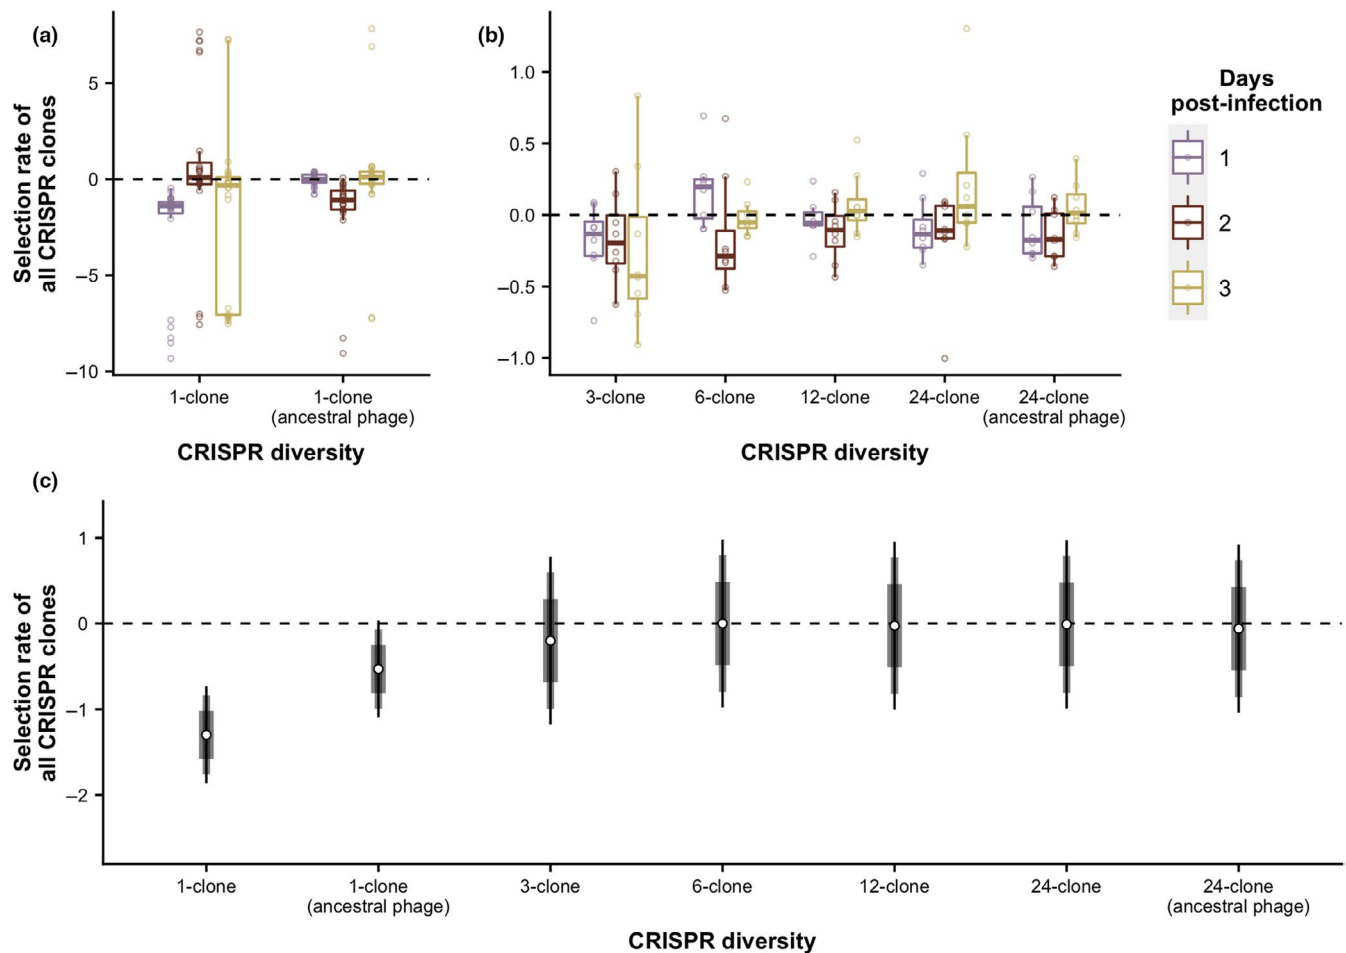 (a)
Selection rate of
all CRISPR clones
5
0
–5
–10
1-clone
1-clone
(ancestral phage)
CRISPR diversity
(b)
1.0
0.5
0.0
–0.5
–1.0
3-clone
6-clone
12-clone
24-clone
24-clone
(ancestral phage)
CRISPR diversity
Days
post-infection
1
2
3
(c)
Selection rate of
all CRISPR clones
1
0
–1
–2
1-clone
1-clone
(ancestral phage)
3-clone
6-clone
12-clone
24-clone
24-clone
(ancestral phage)
CRISPR diversity